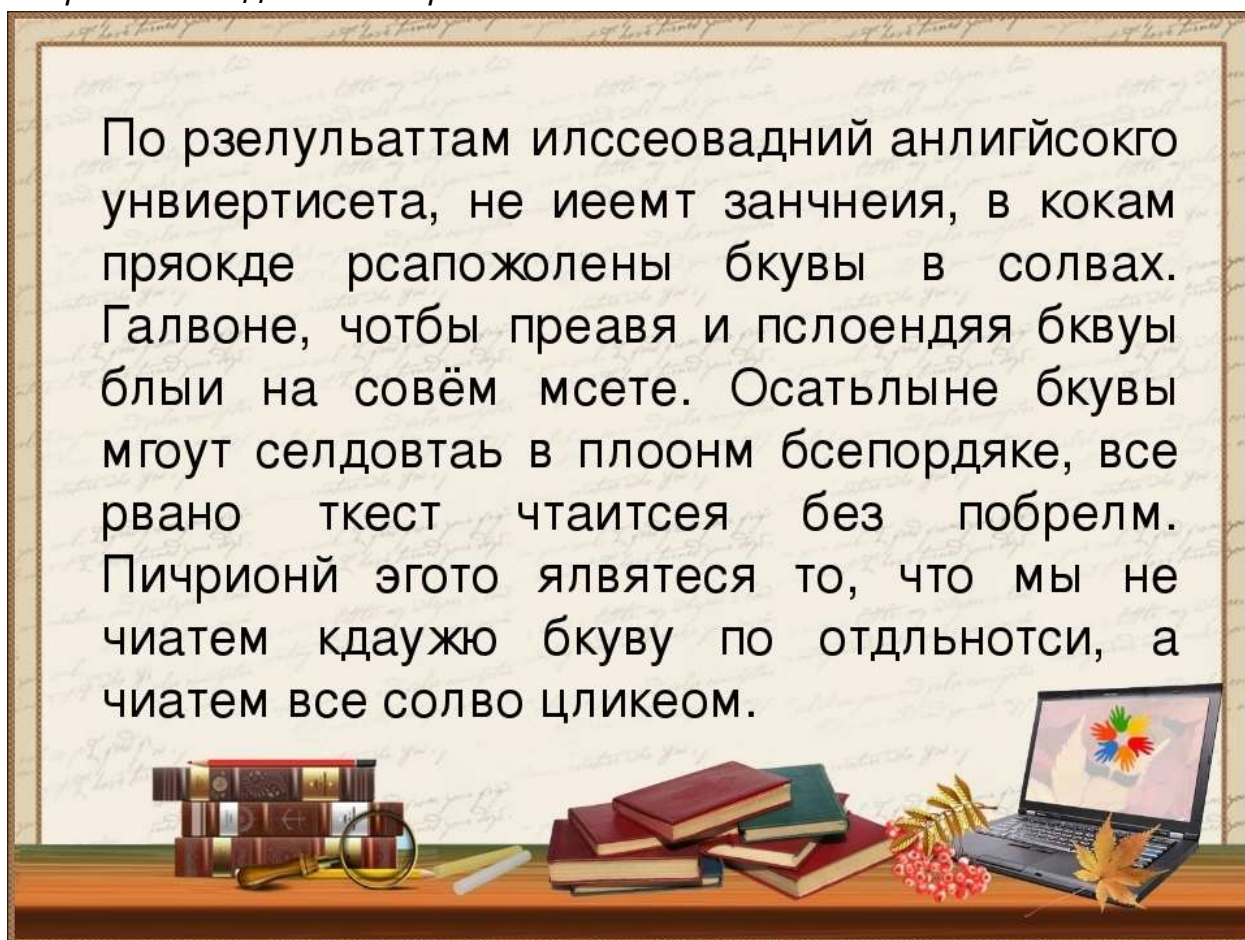 По рзелульаттам илссеовадний анлигйсокго
унвиертисета, не иеемт занчнеия, в кокам
пряокде рсапожолены бкувы в солвах.
Галвоне, чотбы преавя и пслоендяя бквуы
блыи на совём мсете. Осатьлыне бкувы
мгоут селдовтаь в плоонм бсепордяке, все
рвано ткест чтаитсея без побрелм.
Пичрионй эгото ялвятеся то, что мы не
чиатем кдаужю бкуву по отдльнотси, а
чиатем все солво цликеом.